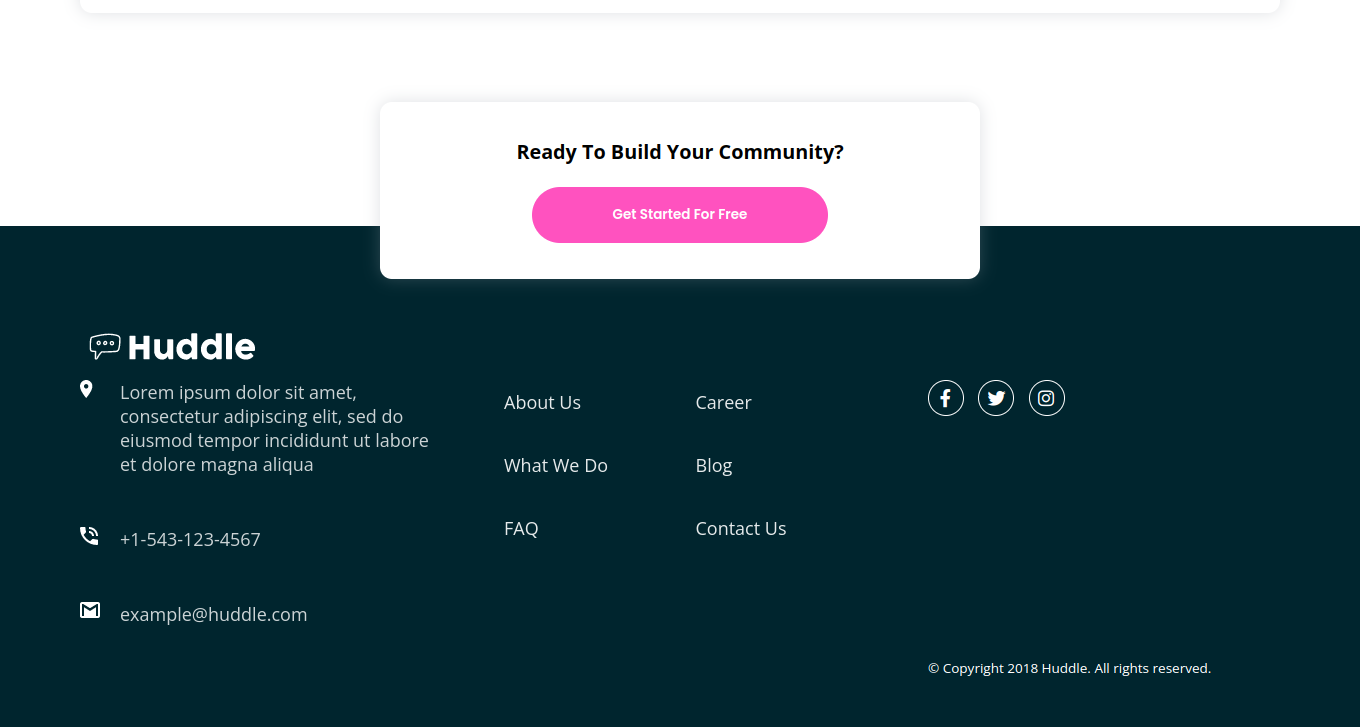 Ready To Build Your Community?
Get Started For Free
Huddle
Lorem ipsum dolor sit amet,
consectetur adipiscing elit, sed do
eiusmod tempor incididunt ut labore
et dolore magna aliqua
+1-543-123-4567
example@huddle.com
About Us
What We Do
FAQ
Career
Blog
Contact Us
© Copyright 2018 Huddle. All rights reserved.